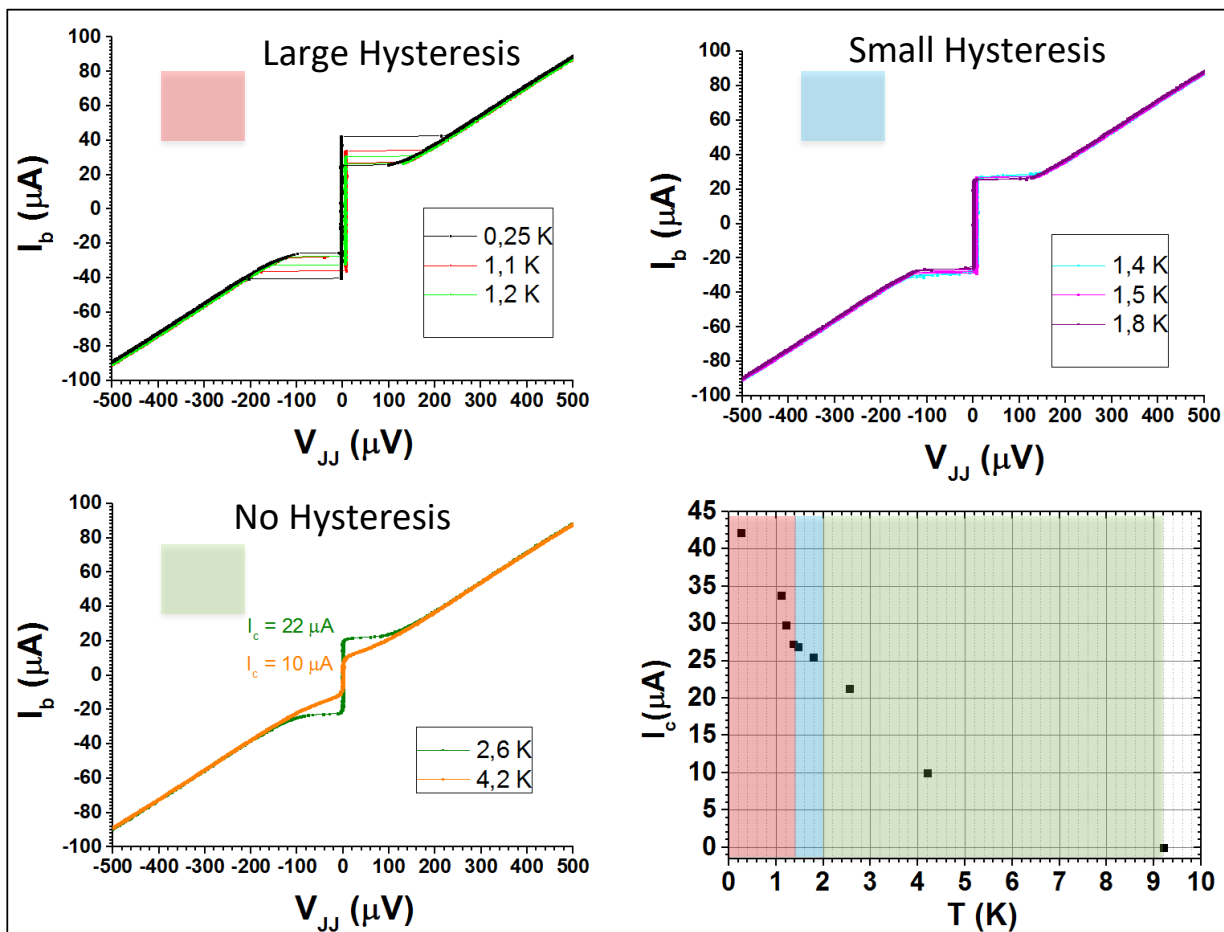 Large Hysteresis
100
80
60
40
20
0
-20
-40
-60
-80
-100
I_b (µA)
0,25 K
1,1 K
1,2 K
-500 -400 -300 -200 -100 0 100 200 300 400 500
V_JJ (µV)
Small Hysteresis
100
80
60
40
20
0
-20
-40
-60
-80
-100
I_b (µA)
1,4 K
1,5 K
1,8 K
-500 -400 -300 -200 -100 0 100 200 300 400 500
V_JJ (µV)
No Hysteresis
100
80
60
40
20
0
-20
-40
-60
-80
-100
I_b (µA)
I_c = 22 µA
I_c = 10 µA
2,6 K
4,2 K
-500 -400 -300 -200 -100 0 100 200 300 400 500
V_JJ (µV)
45
40
35
30
25
20
15
10
5
0
I_c(µA)
0 1 2 3 4 5 6 7 8 9 10
T (K)